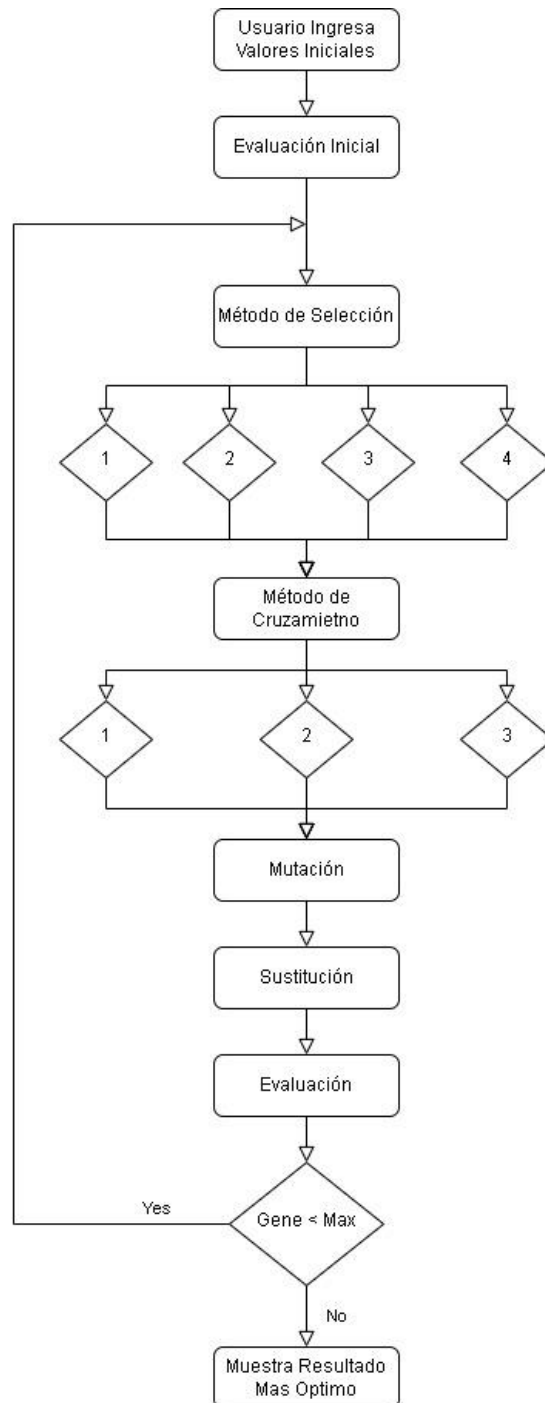 Usuario Ingresa
Valores Iniciales
Evaluación Inicial
Método de Selección
1
2
3
4
Método de
Cruzamietno
1
2
3
Mutación
Sustitución
Evaluación
Gene < Max
Yes
No
Muestra Resultado
Mas Optimo